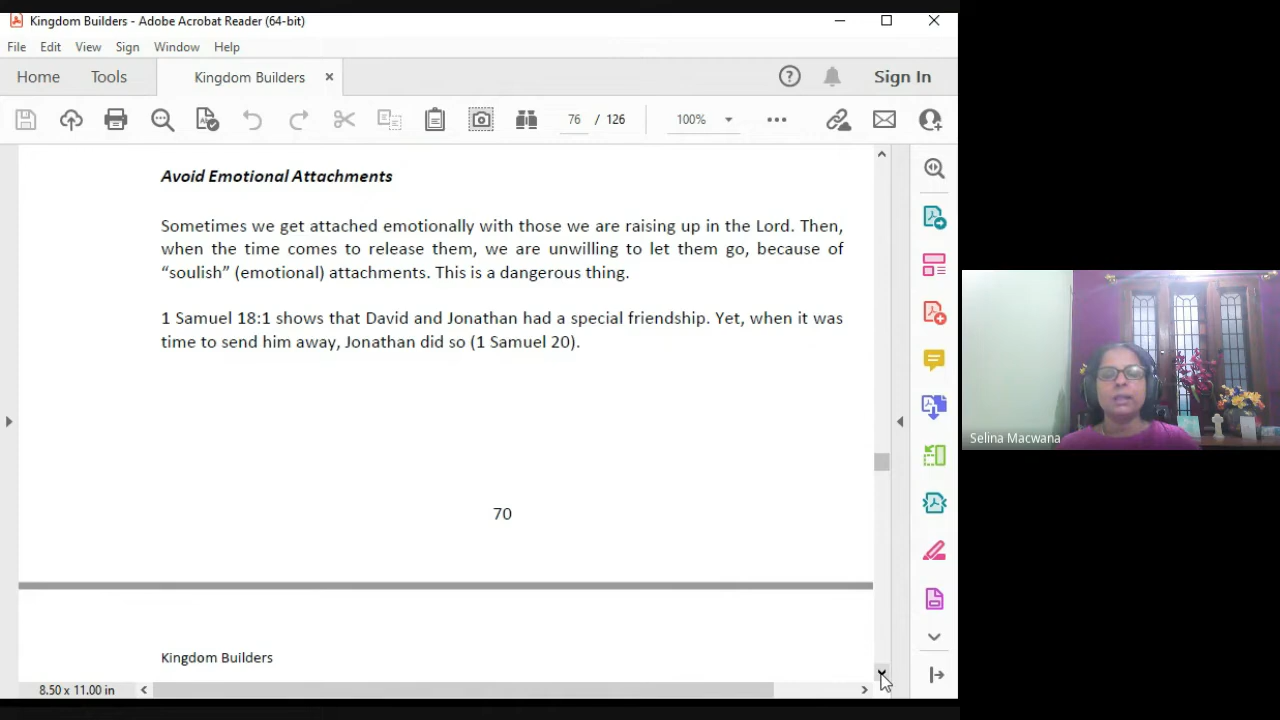 Kingdom Builders - Adobe Acrobat Reader (64-bit)
File Edit View Sign Window Help
Home Tools Kingdom Builders × Sign In
76 / 126 100%
Avoid Emotional Attachments
Sometimes we get attached emotionally with those we are raising up in the Lord. Then,
when the time comes to release them, we are unwilling to let them go, because of
“soulish” (emotional) attachments. This is a dangerous thing.
1 Samuel 18:1 shows that David and Jonathan had a special friendship. Yet, when it was
time to send him away, Jonathan did so (1 Samuel 20).
70
Kingdom Builders
8.50 x 11.00 in
Selina Macwana